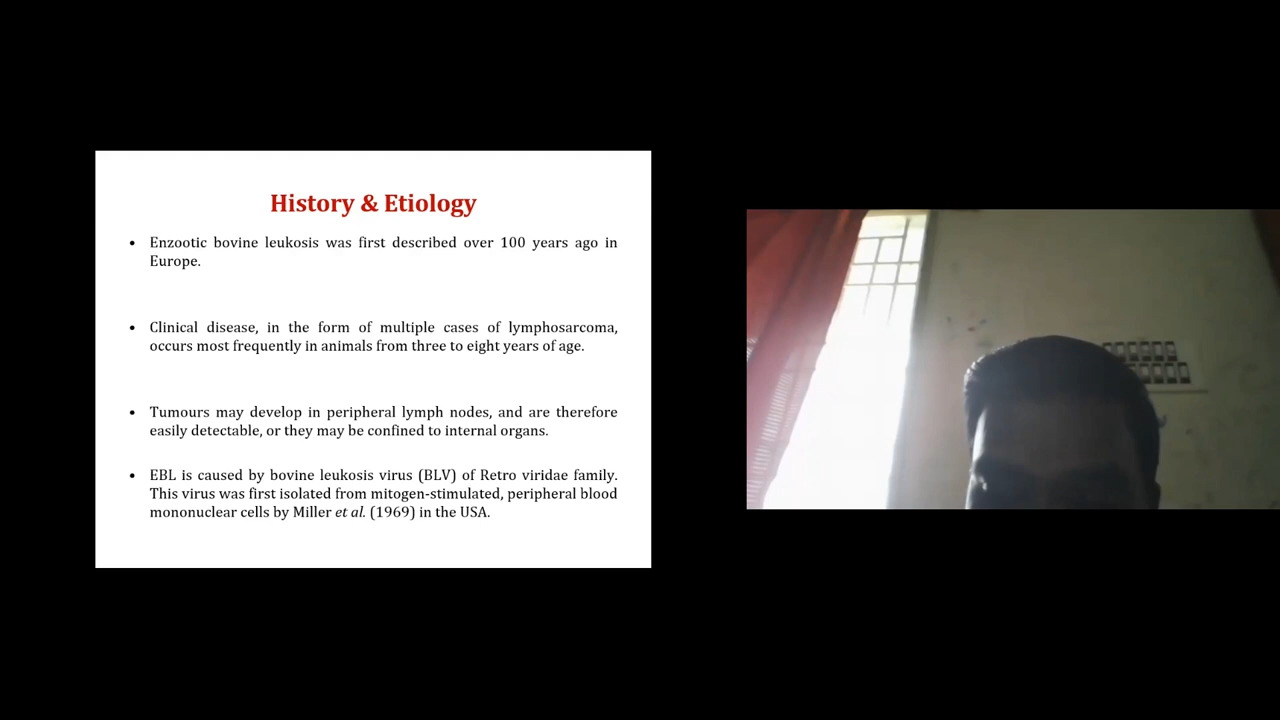 History & Etiology
• Enzootic bovine leukosis was first described over 100 years ago in
Europe.
• Clinical disease, in the form of multiple cases of lymphosarcoma,
occurs most frequently in animals from three to eight years of age.
• Tumours may develop in peripheral lymph nodes, and are therefore
easily detectable, or they may be confined to internal organs.
• EBL is caused by bovine leukosis virus (BLV) of Retro viridae family.
This virus was first isolated from mitogen-stimulated, peripheral blood
mononuclear cells by Miller et al. (1969) in the USA.